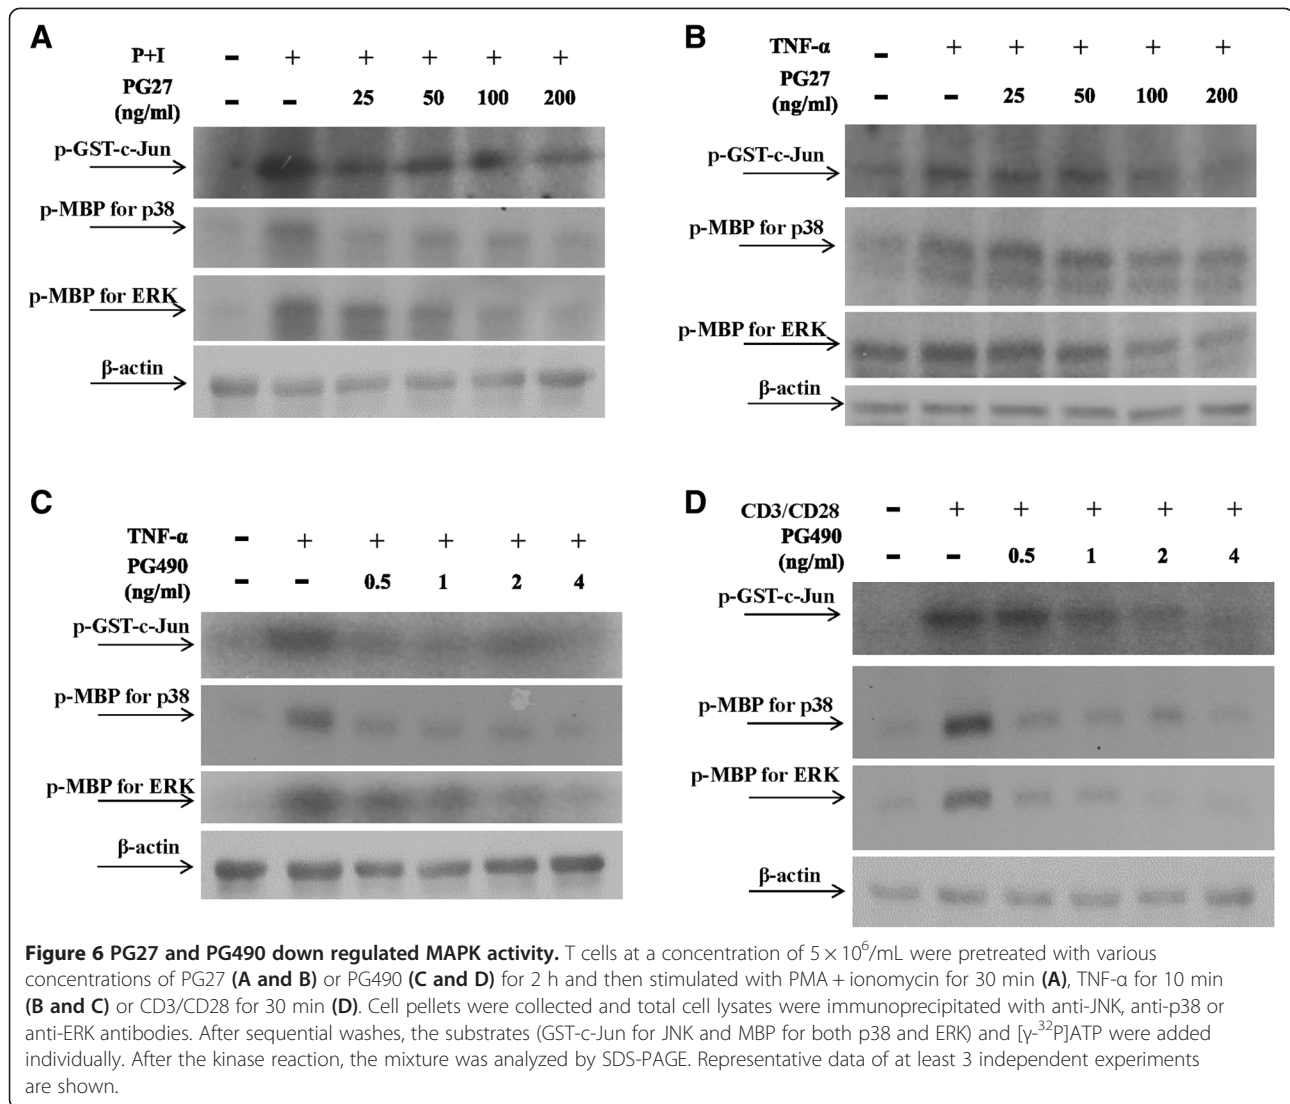 A
P+I - + + + + +
PG27 (ng/ml) - - 25 50 100 200
p-GST-c-Jun
p-MBP for p38
p-MBP for ERK
β-actin
B
TNF-α - + + + + +
PG27 (ng/ml) - - 25 50 100 200
p-GST-c-Jun
p-MBP for p38
p-MBP for ERK
β-actin
C
TNF-α - + + + + +
PG490 (ng/ml) - - 0.5 1 2 4
p-GST-c-Jun
p-MBP for p38
p-MBP for ERK
β-actin
D
CD3/CD28 - + + + + +
PG490 (ng/ml) - - 0.5 1 2 4
p-GST-c-Jun
p-MBP for p38
p-MBP for ERK
β-actin
Figure 6 PG27 and PG490 down regulated MAPK activity. T cells at a concentration of 5 × 10⁶/mL were pretreated with various
concentrations of PG27 (A and B) or PG490 (C and D) for 2 h and then stimulated with PMA + ionomycin for 30 min (A), TNF-α for 10 min
(B and C) or CD3/CD28 for 30 min (D). Cell pellets were collected and total cell lysates were immunoprecipitated with anti-JNK, anti-p38 or
anti-ERK antibodies. After sequential washes, the substrates (GST-c-Jun for JNK and MBP for both p38 and ERK) and [γ-³²P]ATP were added
individually. After the kinase reaction, the mixture was analyzed by SDS-PAGE. Representative data of at least 3 independent experiments
are shown.